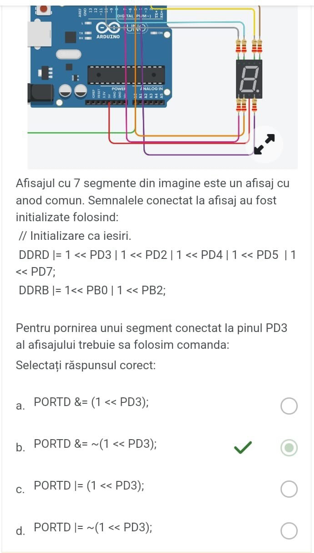 DIGITAL (PWM~)
UNO
ARDUINO
POWER
ANALOG IN
Afisajul cu 7 segmente din imagine este un afisaj cu
anod comun. Semnalele conectat la afisaj au fost
initializate folosind:
// Initializare ca iesiri.
DDRD |= 1 << PD3 | 1 << PD2 | 1 << PD4 | 1 << PD5 | 1
<< PD7;
DDRB |= 1<< PB0 | 1 << PB2;
Pentru pornirea unui segment conectat la pinul PD3
al afisajului trebuie sa folosim comanda:
Selectați răspunsul corect:
a. PORTD &= (1 << PD3);
b. PORTD &= ~(1 << PD3);
c. PORTD |= (1 << PD3);
d. PORTD |= ~(1 << PD3);